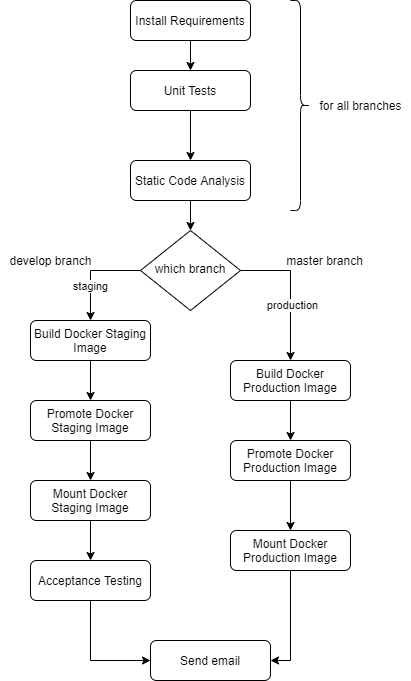 Install Requirements
Unit Tests
for all branches
Static Code Analysis
develop branch
which branch
master branch
staging
production
Build Docker Staging
Image
Build Docker
Production Image
Promote Docker
Staging Image
Promote Docker
Production Image
Mount Docker
Staging Image
Mount Docker
Production Image
Acceptance Testing
Send email